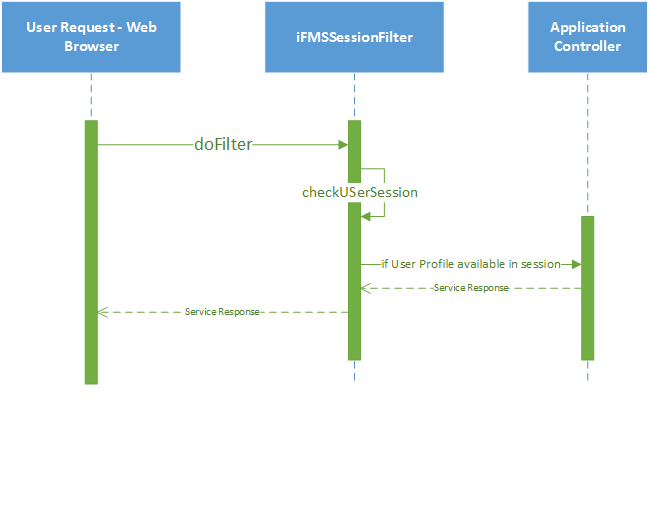 User Request - Web
Browser
iFMSSessionFilter
Application
Controller
doFilter
checkUSerSession
if User Profile available in session
Service Response
Service Response